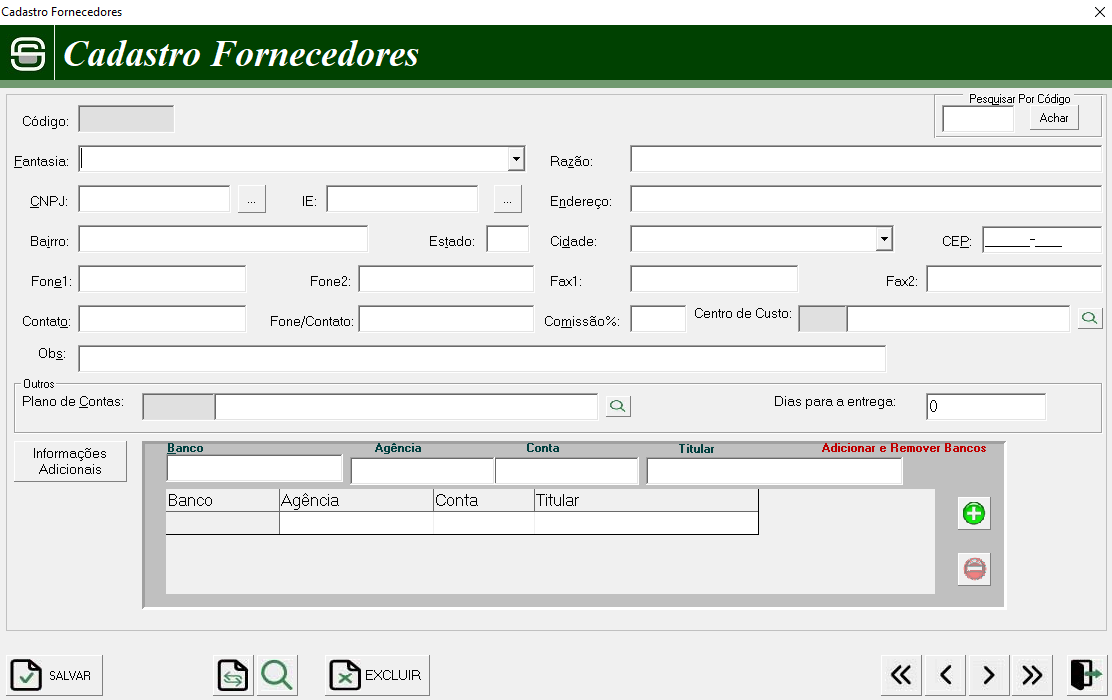 Cadastro Fornecedores
Cadastro Fornecedores
Pesquisar Por Código
Código:
Achar
Fantasia:
Razão:
CNPJ: ... IE: ...
Endereço:
Bairro: Estado: Cidade: CEP: ______-____
Fone1: Fone2: Fax1: Fax2:
Contato: Fone/Contato: Comissão%: Centro de Custo:
Obs:
Outros
Plano de Contas: Dias para a entrega: 0
Informações
Adicionais
Banco Agência Conta Titular Adicionar e Remover Bancos
Banco Agência Conta Titular
SALVAR EXCLUIR